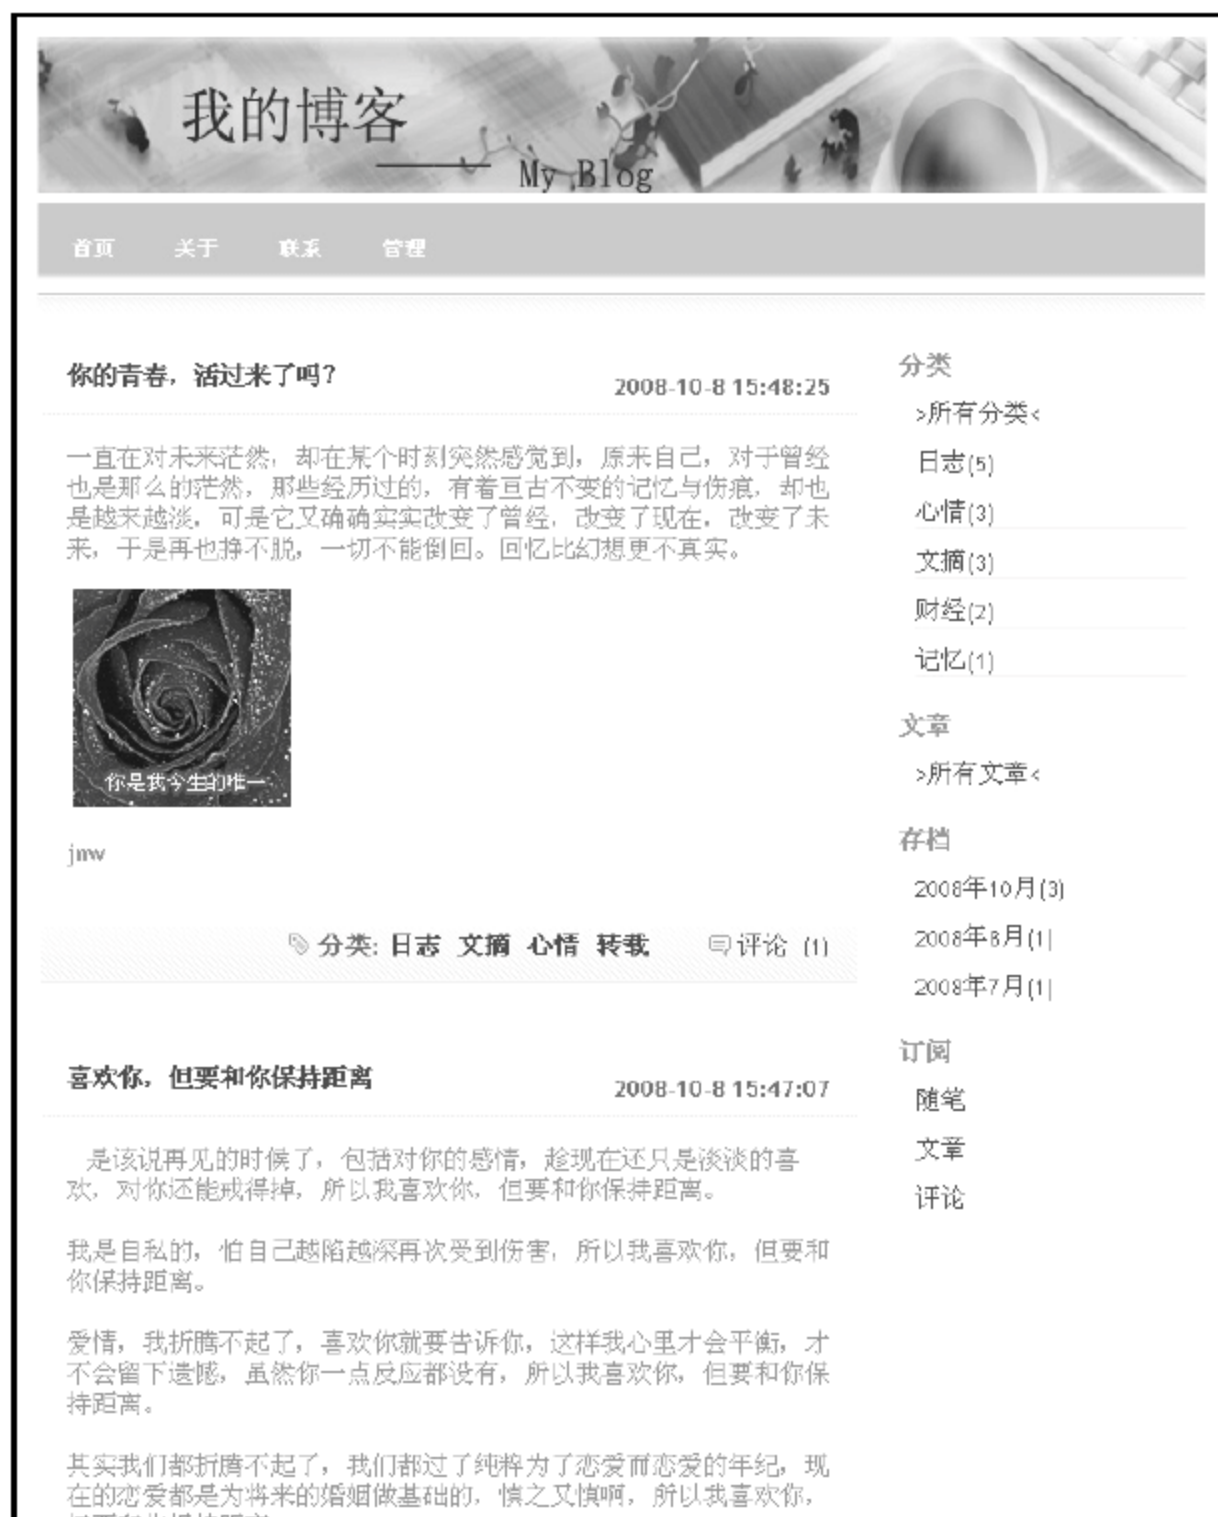 我的博客
My Blog
首页 关于 联系 管理
你的青春，活过来了吗？
2008-10-8 15:48:25
一直在对未来茫然，却在某个时刻突然感觉到，原来自己，对于曾经
也是那么的茫然，那些经历过的，有着亘古不变的记忆与伤痕，却也
是越来越淡，可是它又确确实实改变了曾经，改变了现在，改变了未
来，于是再也挣不脱，一切不能倒回。回忆比幻想更不真实。
你是我今生的唯一
jnw
分类: 日志 文摘 心情 转载 评论 (1)
喜欢你，但要和你保持距离
2008-10-8 15:47:07
是该说再见的时候了，包括对你的感情，趁现在还只是淡淡的喜
欢，对你还能戒得掉，所以我喜欢你，但要和你保持距离。
我是自私的，怕自己越陷越深再次受到伤害，所以我喜欢你，但要和
你保持距离。
爱情，我折腾不起了，喜欢你就要告诉你，这样我心里才会平衡，才
不会留下遗憾，虽然你一点反应都没有，所以我喜欢你，但要和你保
持距离。
其实我们都折腾不起了，我们都过了纯粹为了恋爱而恋爱的年纪，现
在的恋爱都是为将来的婚姻做基础的，慎之又慎啊，所以我喜欢你，
分类
>所有分类<
日志(5)
心情(3)
文摘(3)
财经(2)
记忆(1)
文章
>所有文章<
存档
2008年10月(3)
2008年8月(1)
2008年7月(1)
订阅
随笔
文章
评论